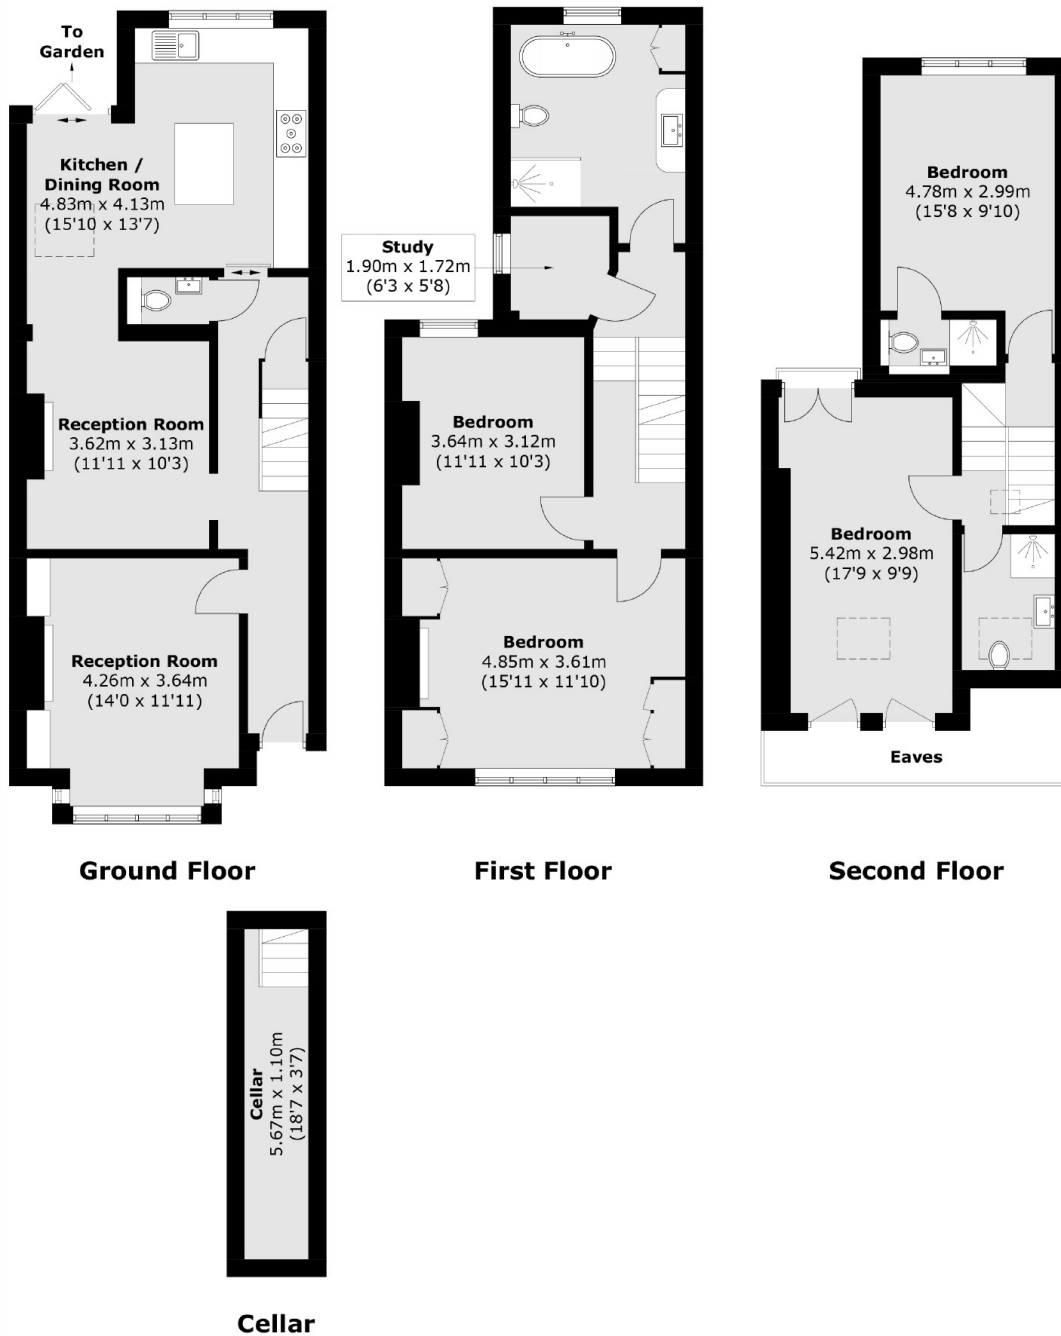 To
Garden
Kitchen /
Dining Room
4.83m x 4.13m
(15'10 x 13'7)
Reception Room
3.62m x 3.13m
(11'11 x 10'3)
Reception Room
4.26m x 3.64m
(14'0 x 11'11)
Ground Floor
Study
1.90m x 1.72m
(6'3 x 5'8)
Bedroom
3.64m x 3.12m
(11'11 x 10'3)
Bedroom
4.85m x 3.61m
(15'11 x 11'10)
First Floor
Bedroom
4.78m x 2.99m
(15'8 x 9'10)
Bedroom
5.42m x 2.98m
(17'9 x 9'9)
Eaves
Second Floor
Cellar
5.67m x 1.10m
(18'7 x 3'7)
Cellar